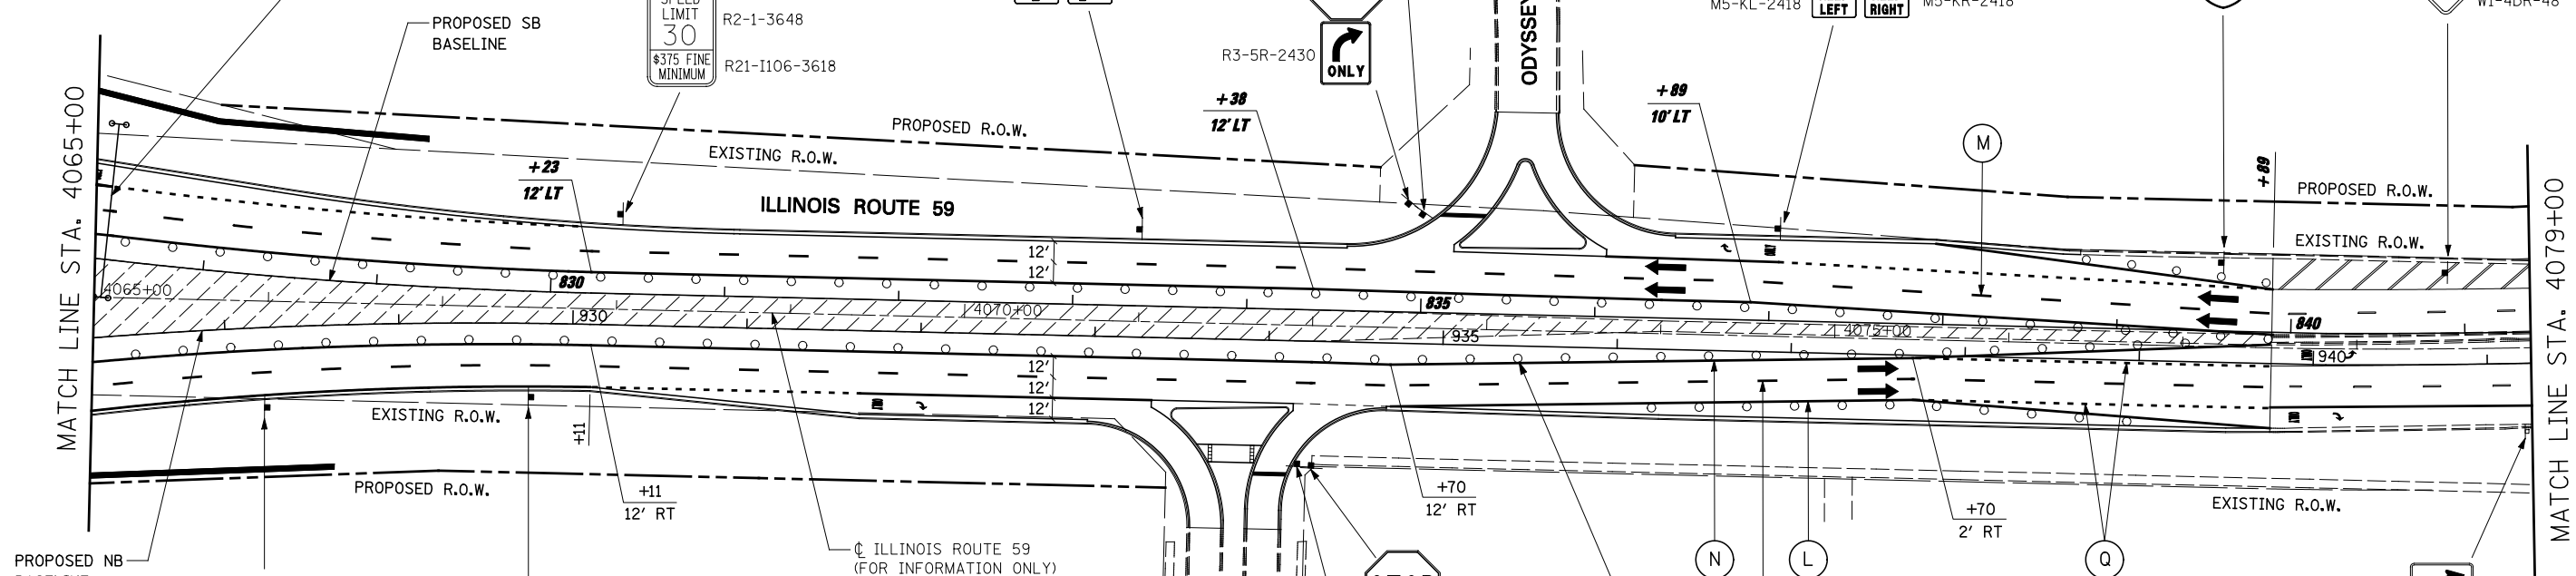 SPEED
LIMIT
30
$375 FINE
MINIMUM
R2-1-3648
R21-I106-3618
PROPOSED SB
BASELINE
R3-5R-2430
ONLY
ODYSSEY
M5-KL-2418
LEFT
RIGHT
M5-KR-2418
W1-4DR-48
MATCH LINE STA. 4065+00
+23
12' LT
PROPOSED R.O.W.
EXISTING R.O.W.
ILLINOIS ROUTE 59
+38
12' LT
+89
10' LT
M
+89
PROPOSED R.O.W.
EXISTING R.O.W.
MATCH LINE STA. 4079+00
12'
12'
4065+00
830
930
4070+00
835
935
4075+00
840
940
12'
12'
12'
EXISTING R.O.W.
+11
PROPOSED R.O.W.
+11
12' RT
+70
12' RT
+70
2' RT
EXISTING R.O.W.
PROPOSED NB
BASELINE
℄ ILLINOIS ROUTE 59
(FOR INFORMATION ONLY)
STOP
N
L
Q